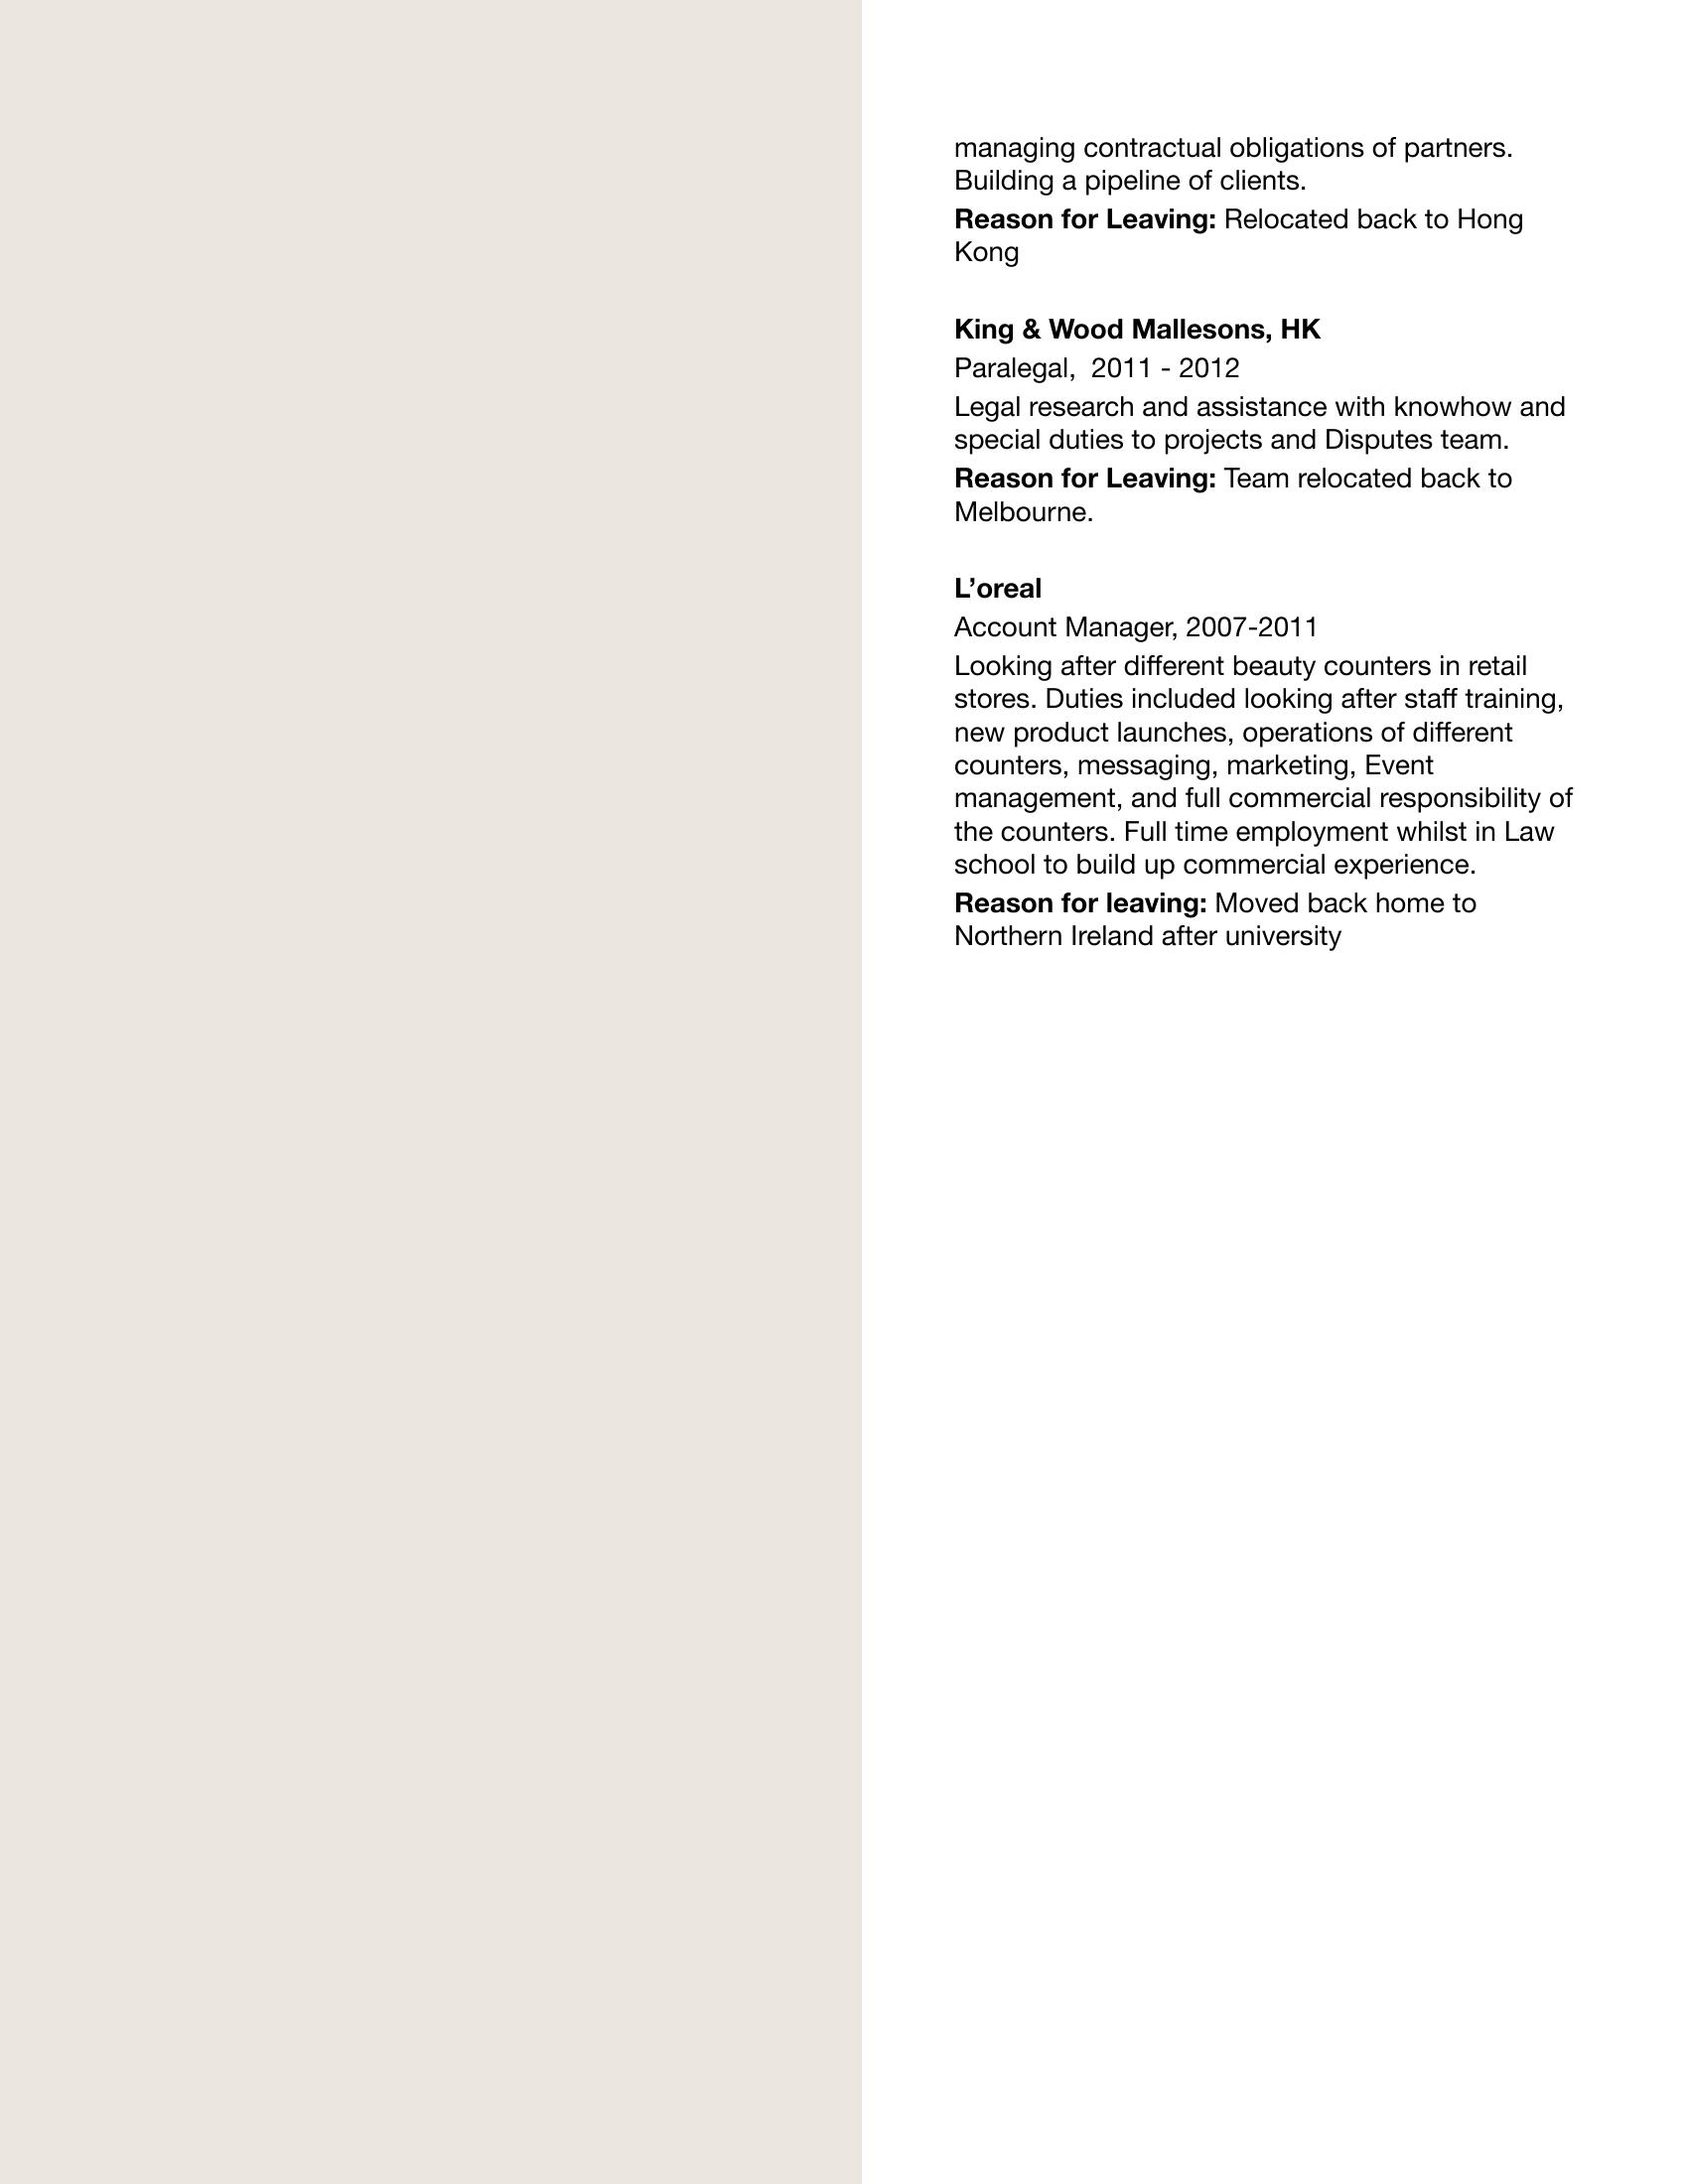 managing contractual obligations of partners.
Building a pipeline of clients.
Reason for Leaving: Relocated back to Hong
Kong
King & Wood Mallesons, HK
Paralegal,  2011 - 2012
Legal research and assistance with knowhow and
special duties to projects and Disputes team.
Reason for Leaving: Team relocated back to
Melbourne.
L’oreal
Account Manager, 2007-2011
Looking after different beauty counters in retail
stores. Duties included looking after staff training,
new product launches, operations of different
counters, messaging, marketing, Event
management, and full commercial responsibility of
the counters. Full time employment whilst in Law
school to build up commercial experience.
Reason for leaving: Moved back home to
Northern Ireland after university